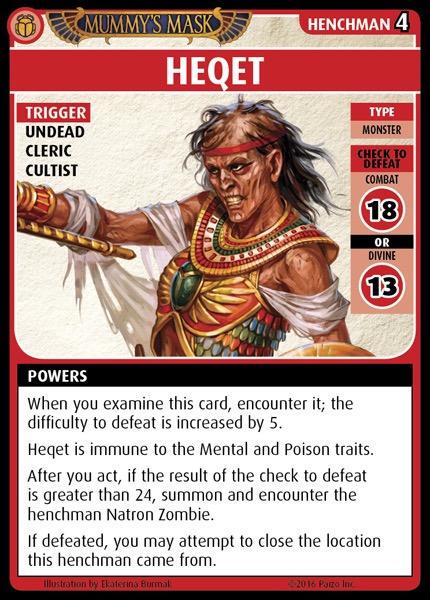 MUMMY'S MASK
HENCHMAN 4
HEQET
TRIGGER
UNDEAD
CLERIC
CULTIST
TYPE
MONSTER
CHECK TO
DEFEAT
COMBAT
18
OR
DIVINE
13
POWERS
When you examine this card, encounter it; the
difficulty to defeat is increased by 5.
Heqet is immune to the Mental and Poison traits.
After you act, if the result of the check to defeat
is greater than 24, summon and encounter the
henchman Natron Zombie.
If defeated, you may attempt to close the location
this henchman came from.
Illustration by Ekaterina Burmak
©2016 Paizo Inc.